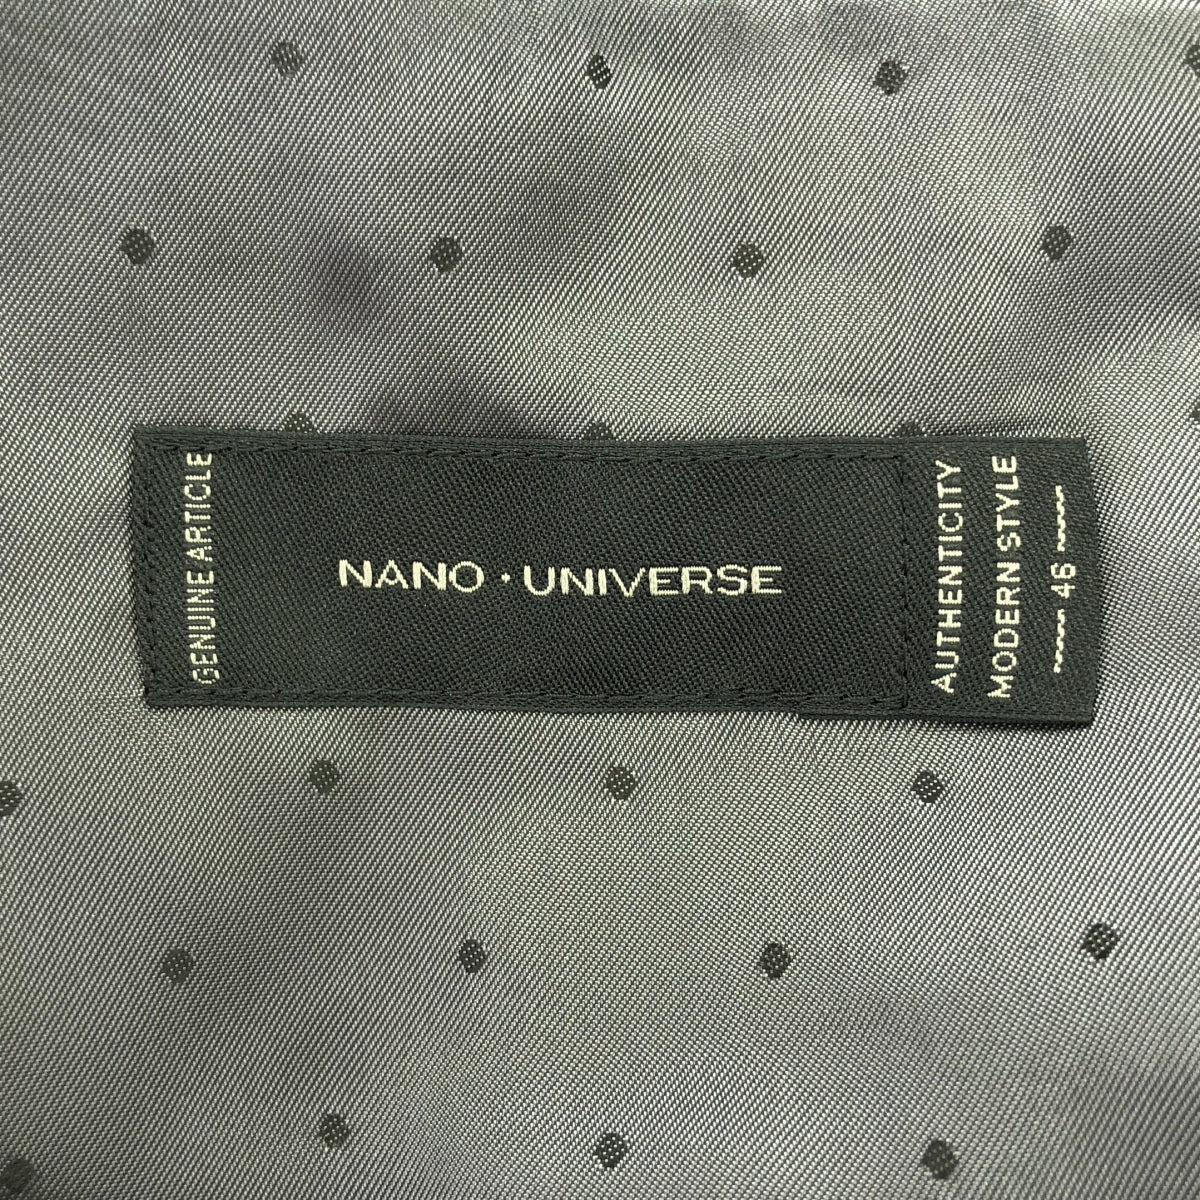 GENUINE ARTICLE
NANO · UNIVERSE
AUTHENTICITY
MODERN STYLE
46